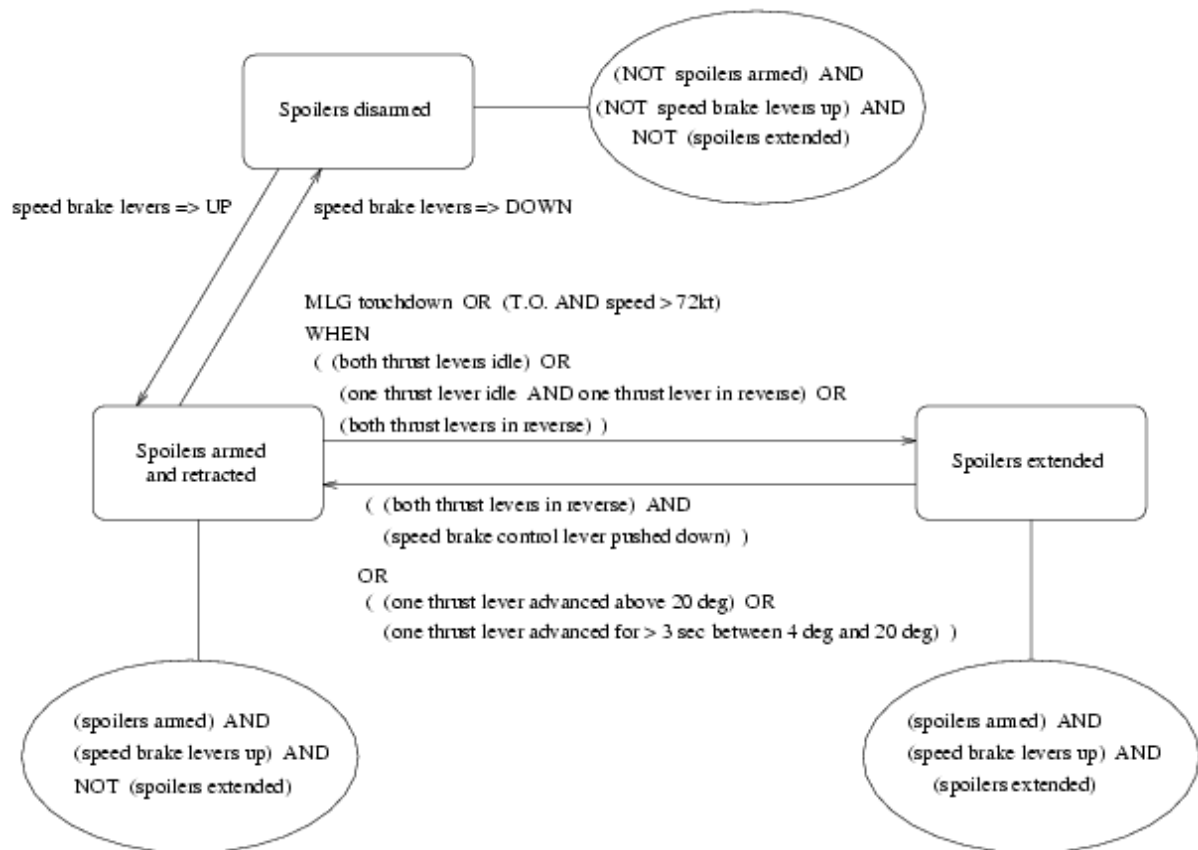 (NOT spoilers armed) AND
(NOT speed brake levers up) AND
NOT (spoilers extended)
Spoilers disarmed
speed brake levers => UP
speed brake levers => DOWN
MLG touchdown OR (T.O. AND speed > 72kt)
WHEN
( (both thrust levers idle) OR
(one thrust lever idle AND one thrust lever in reverse) OR
(both thrust levers in reverse) )
Spoilers armed
and retracted
Spoilers extended
( (both thrust levers in reverse) AND
(speed brake control lever pushed down) )
OR
( (one thrust lever advanced above 20 deg) OR
(one thrust lever advanced for > 3 sec between 4 deg and 20 deg) )
(spoilers armed) AND
(speed brake levers up) AND
NOT (spoilers extended)
(spoilers armed) AND
(speed brake levers up) AND
(spoilers extended)